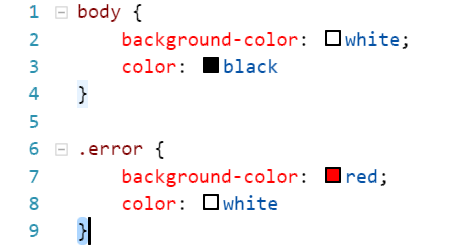 1 body {
2 background-color: white;
3 color: black
4 }
5
6 .error {
7 background-color: red;
8 color: white
9 }